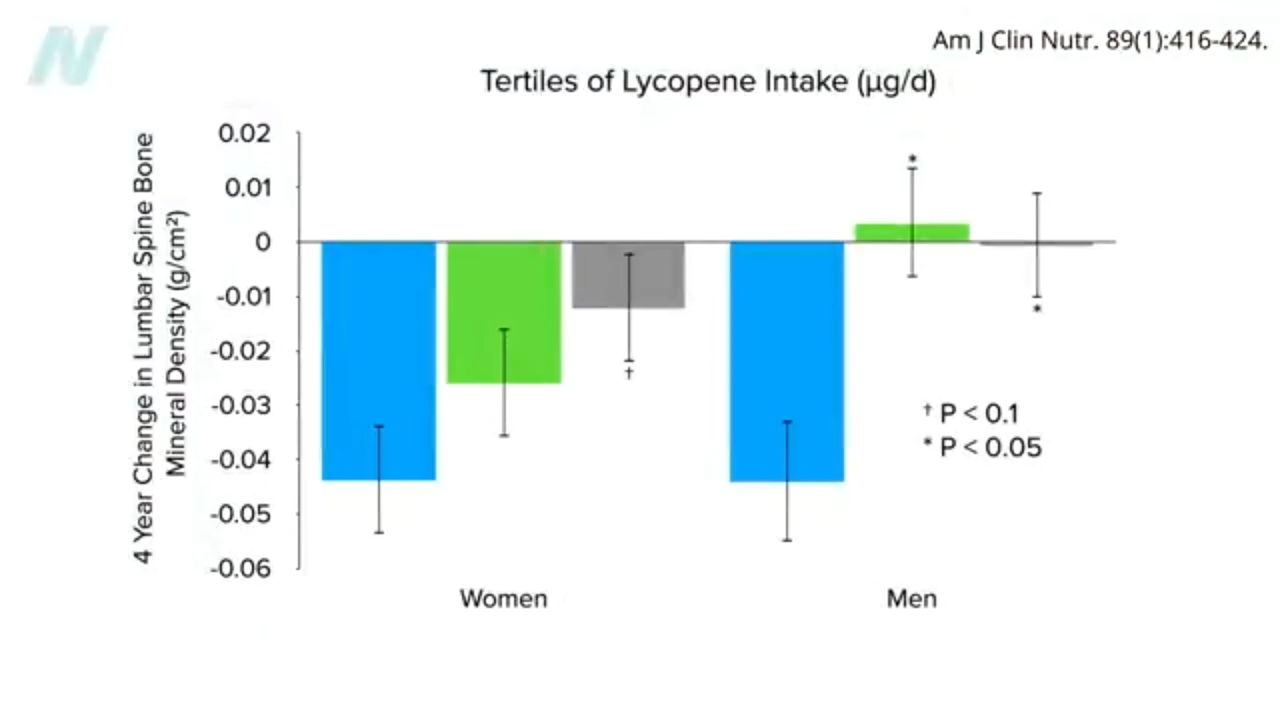 N
Am J Clin Nutr. 89(1):416-424.
Tertiles of Lycopene Intake (µg/d)
4 Year Change in Lumbar Spine Bone
Mineral Density (g/cm²)
0.02
0.01
0
-0.01
-0.02
-0.03
-0.04
-0.05
-0.06
*
*
†
† P < 0.1
* P < 0.05
Women
Men